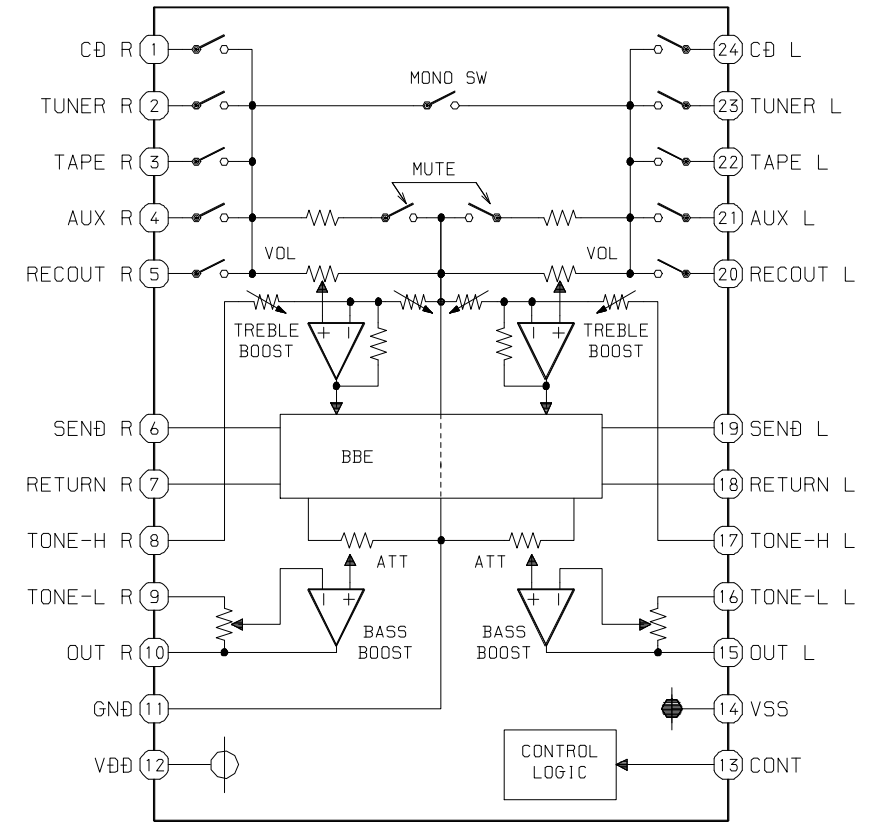 CD R 1 24 CD L
MONO SW
TUNER R 2 23 TUNER L
TAPE R 3 22 TAPE L
MUTE
AUX R 4 21 AUX L
VOL VOL
RECOUT R 5 20 RECOUT L
+ − − +
TREBLE BOOST
TREBLE BOOST
SEND R 6 19 SEND L
BBE
RETURN R 7 18 RETURN L
TONE-H R 8 17 TONE-H L
ATT ATT
TONE-L R 9 16 TONE-L L
− + + −
BASS BOOST
BASS BOOST
OUT R 10 15 OUT L
GND 11 14 VSS
CONTROL LOGIC
VDD 12 13 CONT